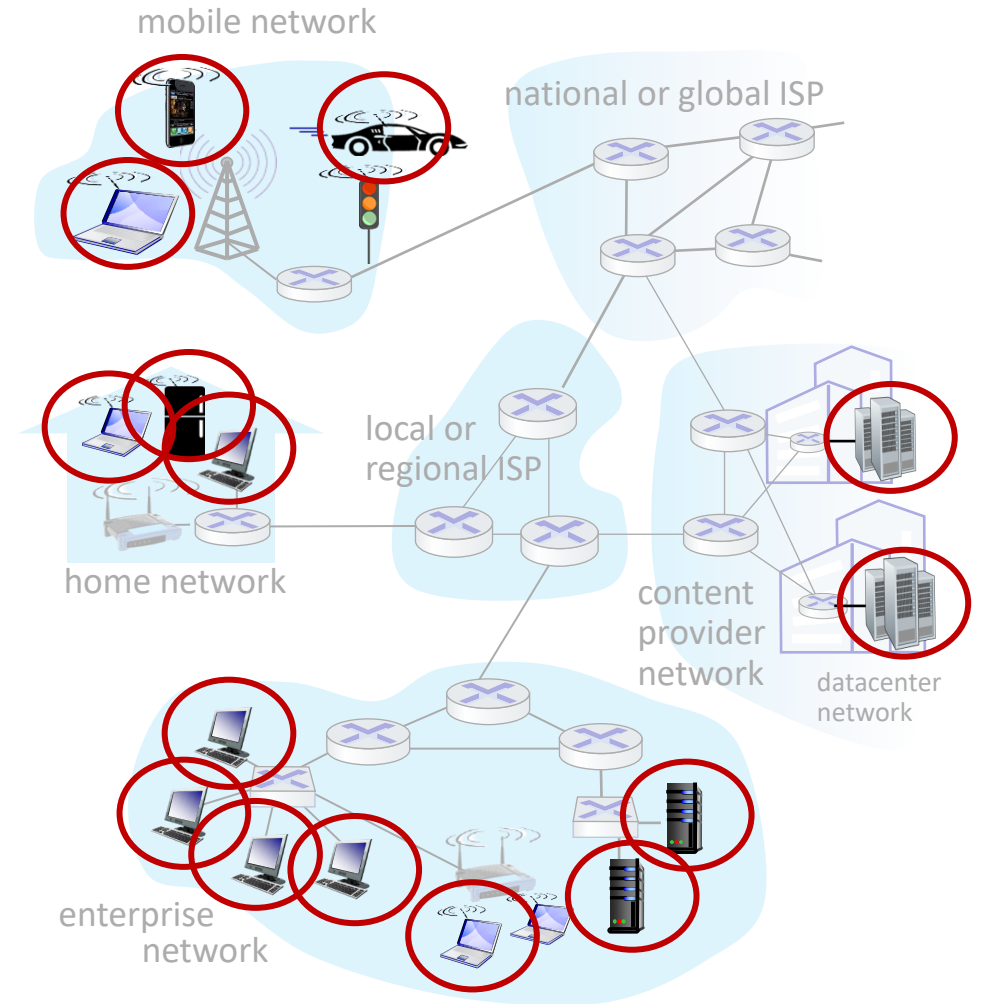 mobile network
national or global ISP
local or
regional ISP
home network
content
provider
network
datacenter
network
enterprise
network